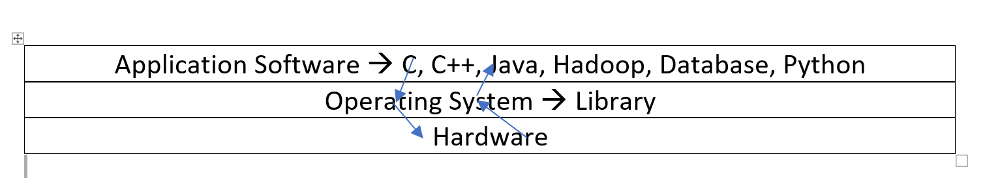 Application Software → C, C++, Java, Hadoop, Database, Python
Operating System → Library
Hardware